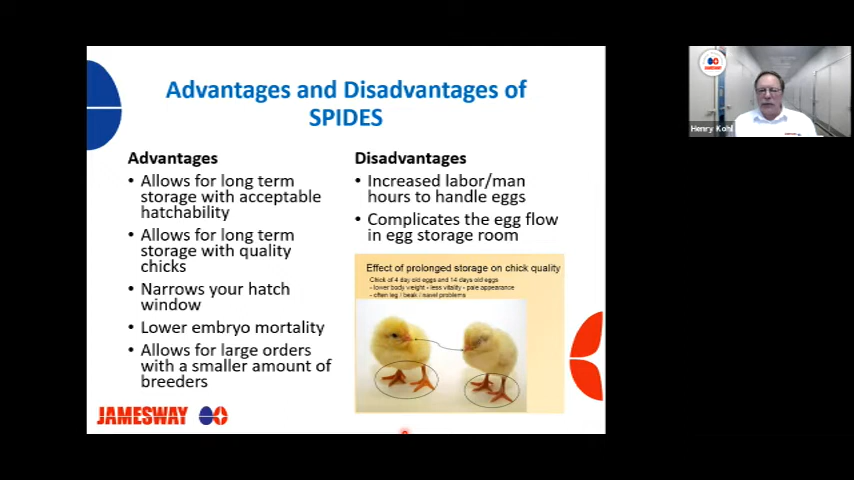 Advantages and Disadvantages of
SPIDES
Advantages
• Allows for long term
storage with acceptable
hatchability
• Allows for long term
storage with quality
chicks
• Narrows your hatch
window
• Lower embryo mortality
• Allows for large orders
with a smaller amount of
breeders
Disadvantages
• Increased labor/man
hours to handle eggs
• Complicates the egg flow
in egg storage room
Effect of prolonged storage on chick quality
Chick of 4 day old eggs and 14 days old eggs
- lower body weight - less vitality - pale appearance
- often leg / beak / navel problems
JAMESWAY
JAMESWAY
Henry Kohl